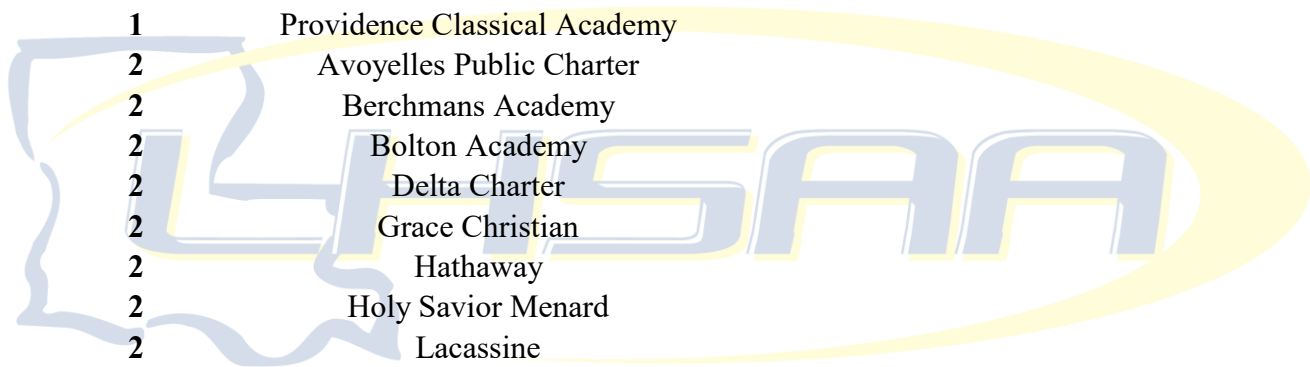 1 Providence Classical Academy
2 Avoyelles Public Charter
2 Berchmans Academy
2 Bolton Academy
2 Delta Charter
2 Grace Christian
2 Hathaway
2 Holy Savior Menard
2 Lacassine
LHSAA